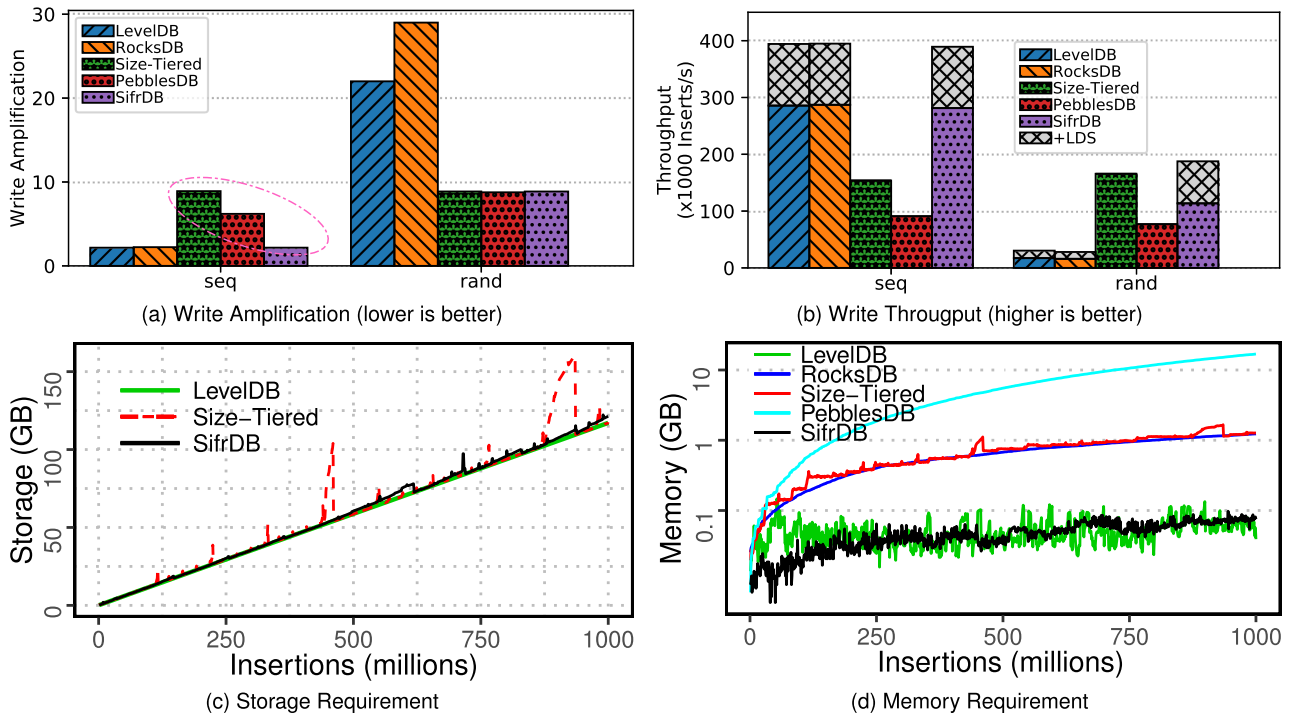 30
20
10
0
Write Amplification
LevelDB
RocksDB
Size-Tiered
PebblesDB
SifrDB
seq
rand
(a) Write Amplification (lower is better)
400
300
200
100
0
Throughput
(x1000 Inserts/s)
LevelDB
RocksDB
Size-Tiered
PebblesDB
SifrDB
+LDS
seq
rand
(b) Write Througput (higher is better)
150
100
50
0
Storage (GB)
LevelDB
Size-Tiered
SifrDB
0 250 500 750 1000
Insertions (millions)
(c) Storage Requirement
10
1
0.1
Memory (GB)
LevelDB
RocksDB
Size-Tiered
PebblesDB
SifrDB
0 250 500 750 1000
Insertions (millions)
(d) Memory Requirement